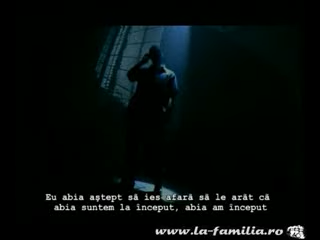 Eu abia aştept să ies afară să le arăt că
abia suntem la început, abia am început
www.la-familia.ro